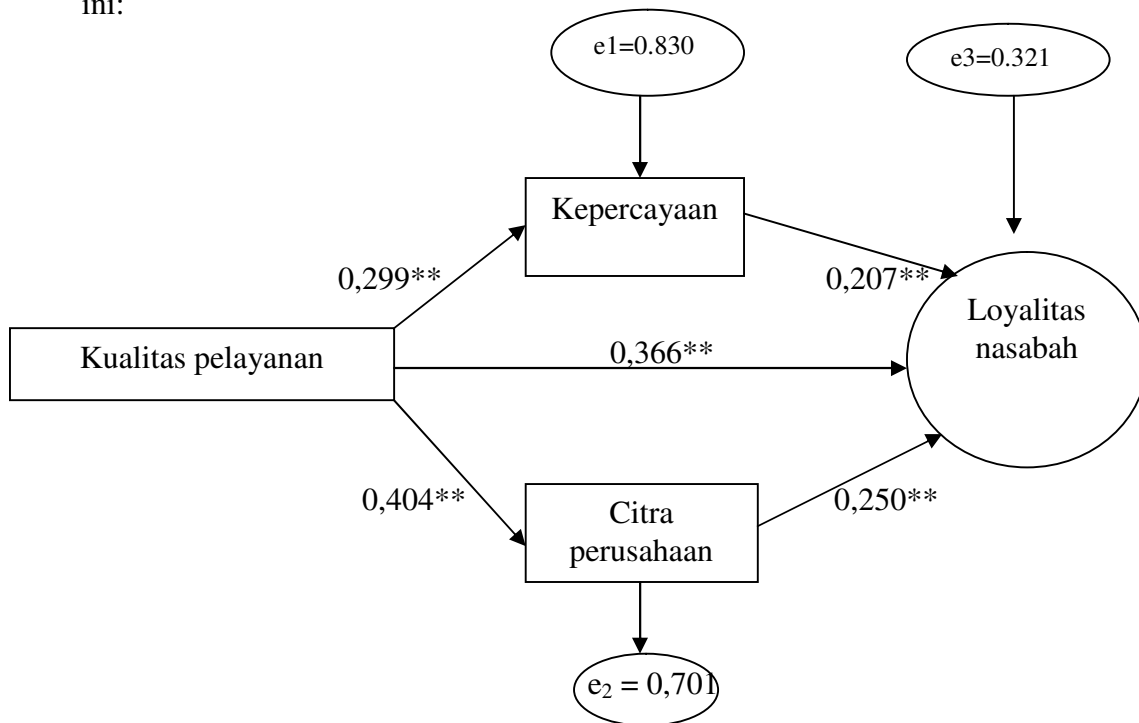 ini:
e1=0.830
e3=0.321
Kepercayaan
0,299**
0,207**
Loyalitas
nasabah
Kualitas pelayanan
0,366**
0,404**
Citra
perusahaan
0,250**
e₂ = 0,701